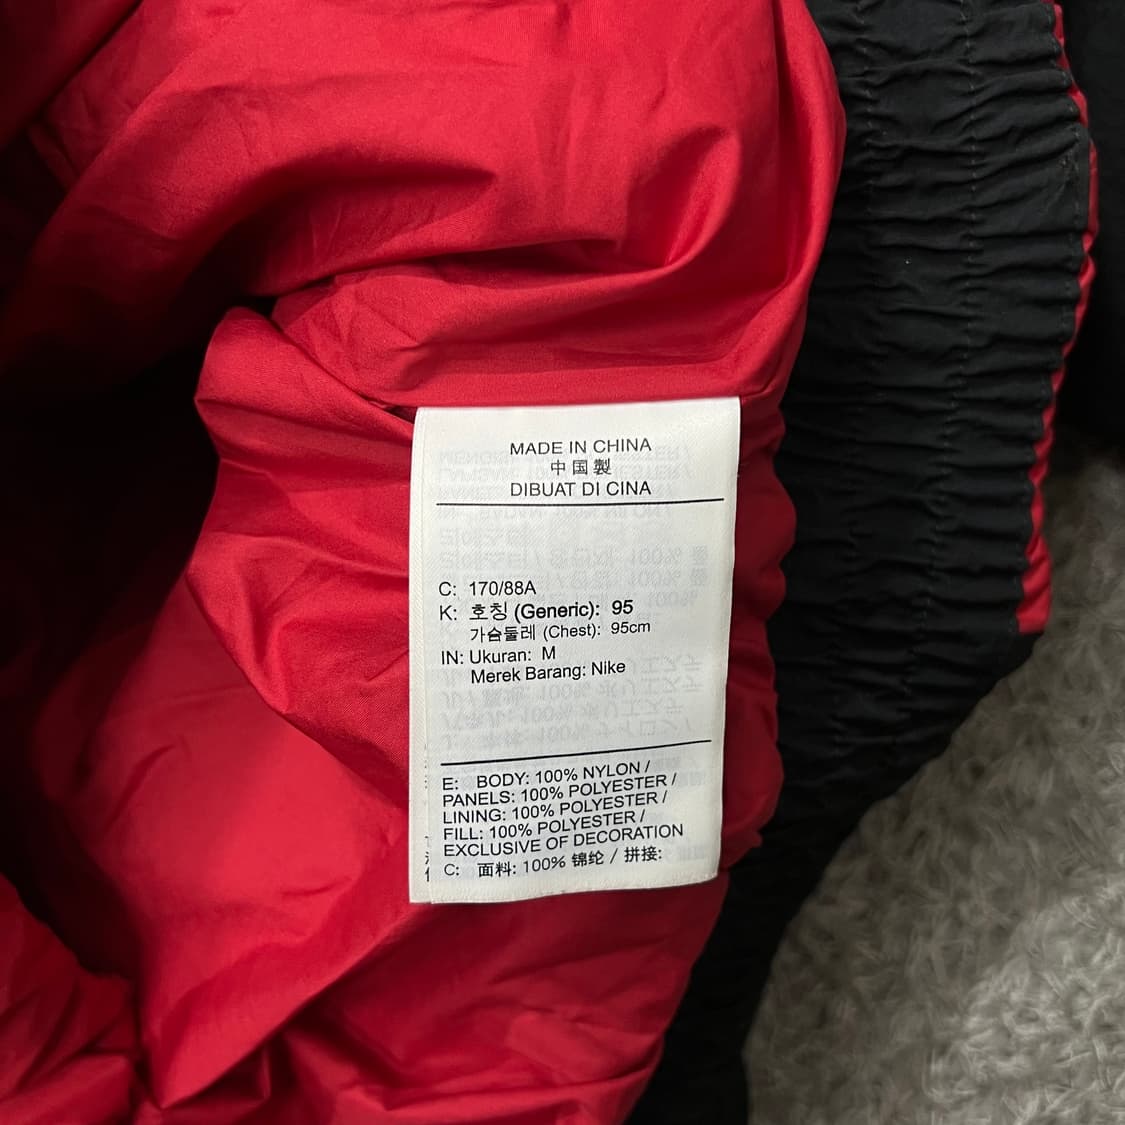 MADE IN CHINA
中国製
DIBUAT DI CINA
C: 170/88A
K: 호칭 (Generic): 95
가슴둘레 (Chest): 95cm
IN: Ukuran: M
Merek Barang: Nike
E: BODY: 100% NYLON /
PANELS: 100% POLYESTER /
LINING: 100% POLYESTER /
FILL: 100% POLYESTER /
EXCLUSIVE OF DECORATION
C: 面料: 100% 锦纶 / 拼接: